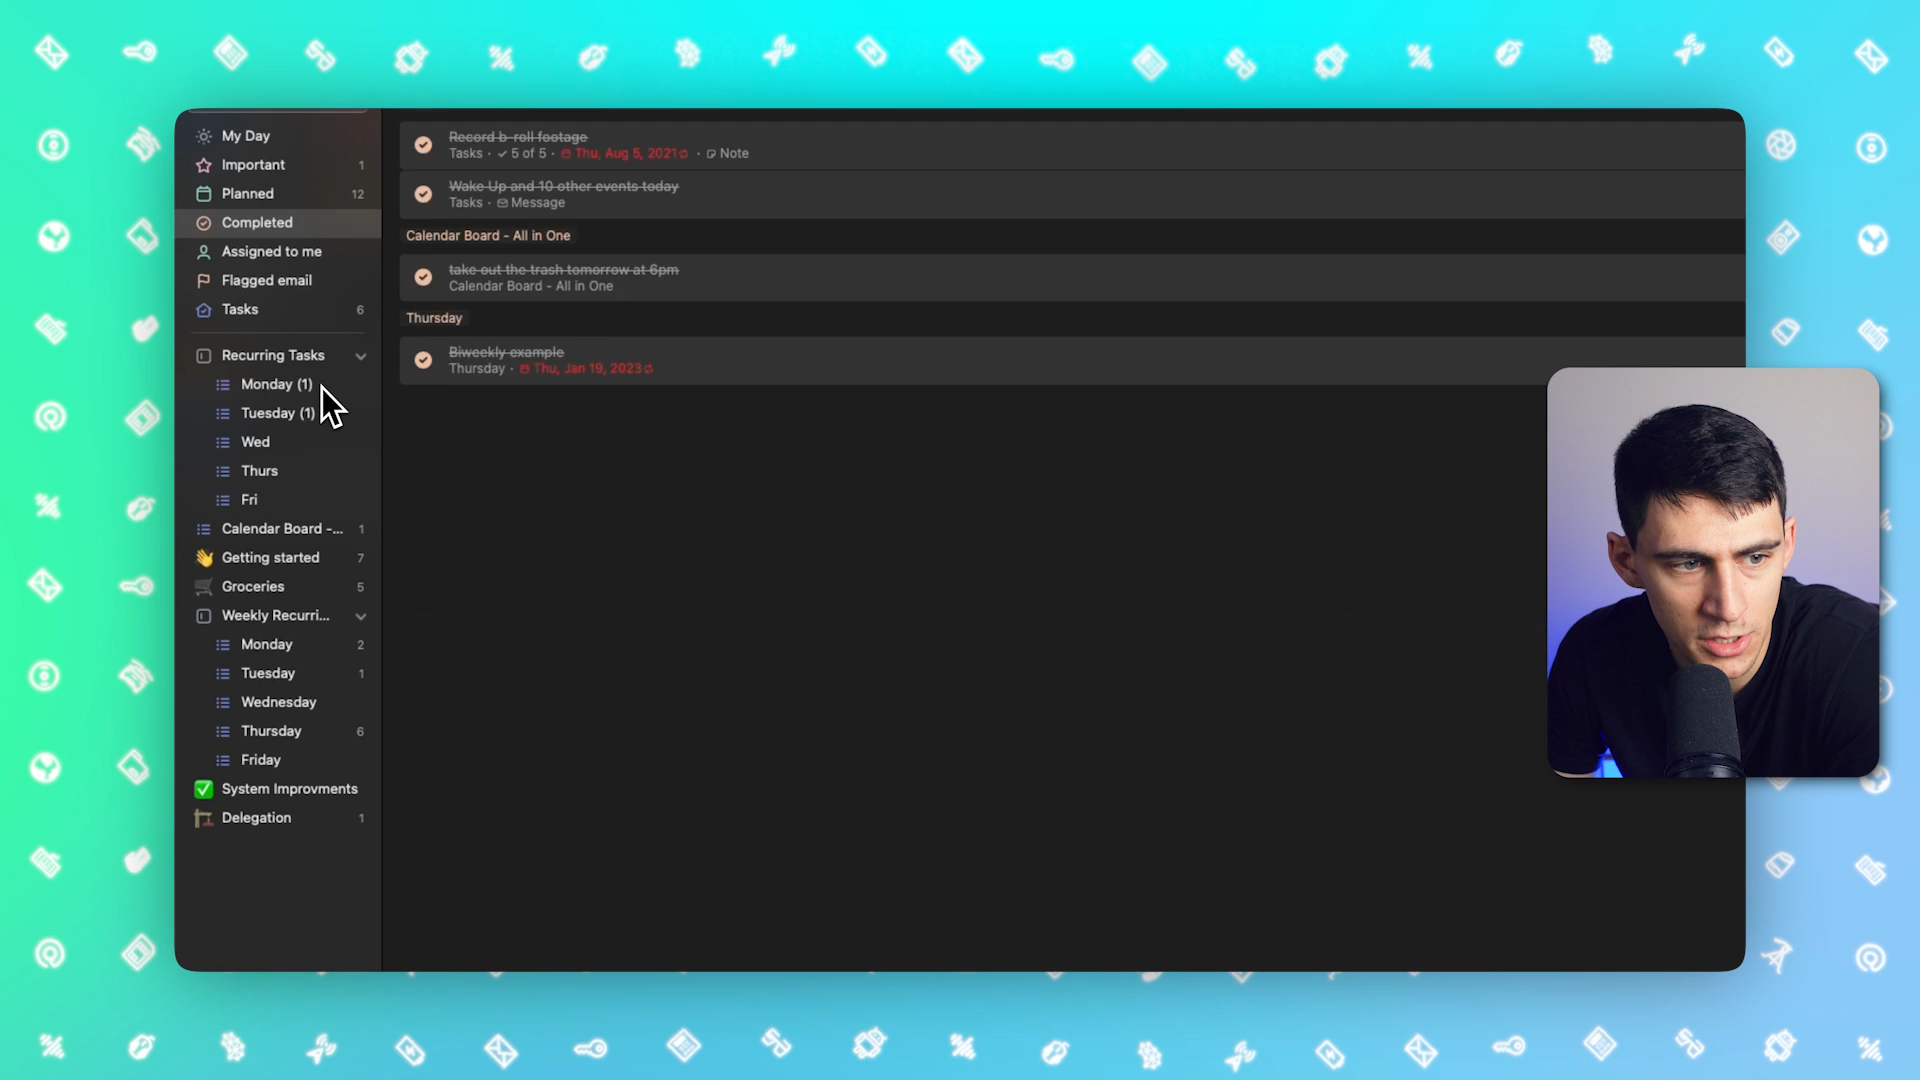 My Day
Important 1
Planned 12
Completed
Assigned to me
Flagged email
Tasks 6
Recurring Tasks
Monday (1)
Tuesday (1)
Wed
Thurs
Fri
Calendar Board -... 1
Getting started 7
Groceries 5
Weekly Recurri...
Monday 2
Tuesday 1
Wednesday
Thursday 6
Friday
System Improvments
Delegation 1
Record b-roll footage
Tasks · 5 of 5 · Thu, Aug 5, 2021 · Note
Wake Up and 10 other events today
Tasks · Message
Calendar Board - All in One
take out the trash tomorrow at 6pm
Calendar Board - All in One
Thursday
Biweekly example
Thursday · Thu, Jan 19, 2023